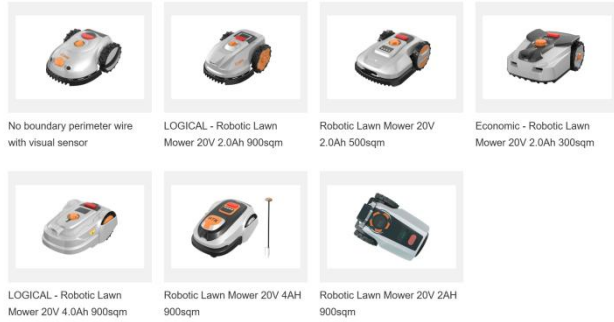 No boundary perimeter wire
with visual sensor
LOGICAL - Robotic Lawn
Mower 20V 2.0Ah 900sqm
Robotic Lawn Mower 20V
2.0Ah 500sqm
Economic - Robotic Lawn
Mower 20V 2.0Ah 300sqm
LOGICAL - Robotic Lawn
Mower 20V 4.0Ah 900sqm
Robotic Lawn Mower 20V 4AH
900sqm
Robotic Lawn Mower 20V 2AH
900sqm